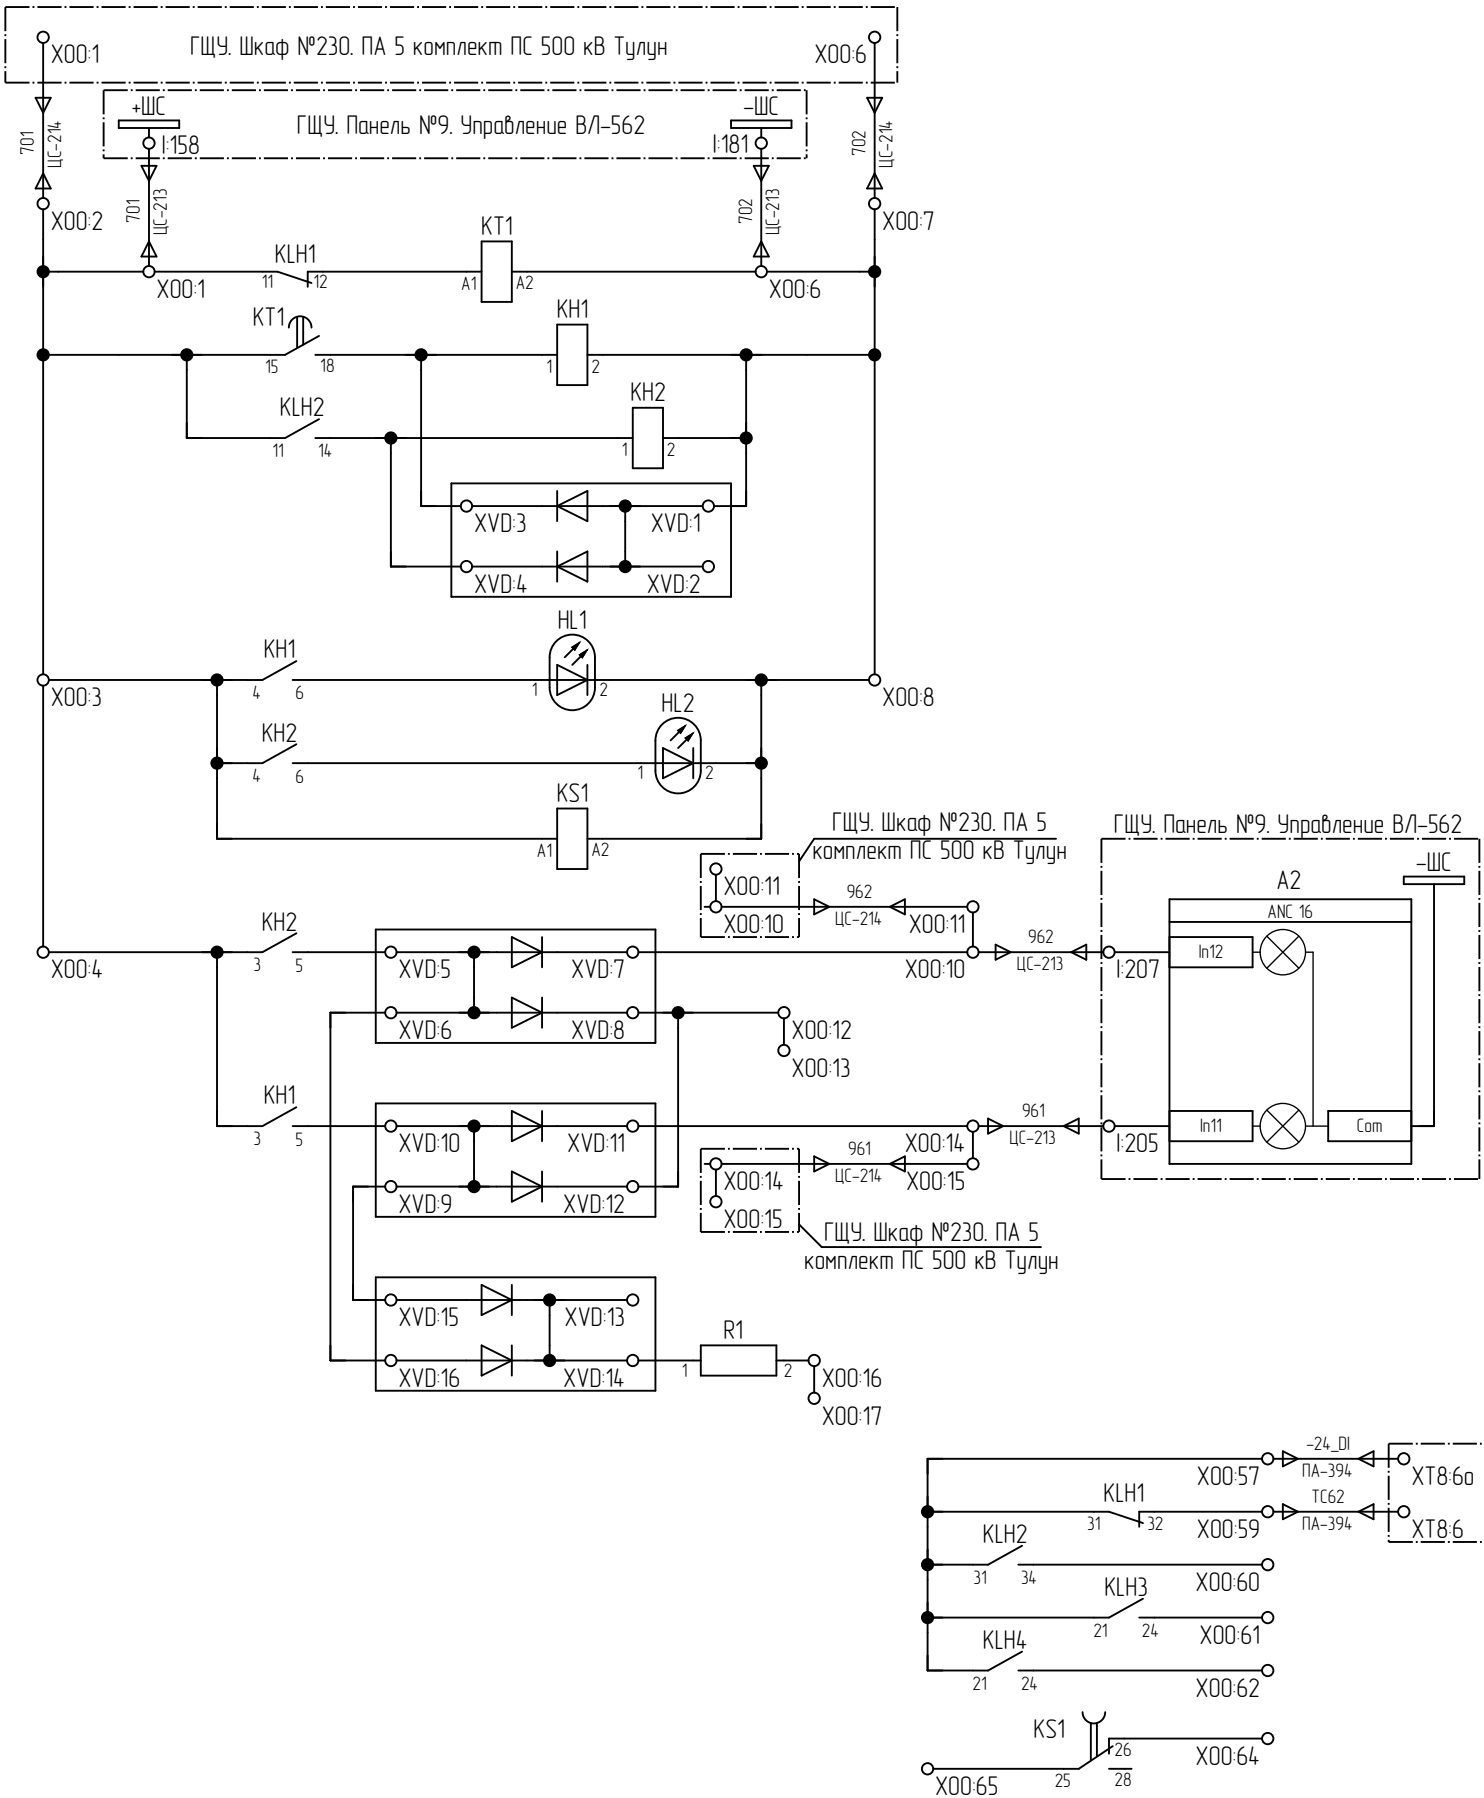 X00:1
ГЩУ. Шкаф №230. ПА 5 комплект ПС 500 кВ Тулун
X00:6
+ШС
ГЩУ. Панель №9. Управление ВЛ-562
-ШС
I:158
I:181
701
ЦС-214
702
ЦС-214
701
ЦС-213
702
ЦС-213
X00:2
X00:7
KLH1
11
12
KT1
A1
A2
X00:1
X00:6
KT1
15
18
KH1
1
2
KLH2
11
14
KH2
1
2
XVD:3
XVD:1
XVD:4
XVD:2
HL1
1
2
KH1
4
6
X00:3
X00:8
HL2
1
2
KH2
4
6
KS1
A1
A2
ГЩУ. Шкаф №230. ПА 5
комплект ПС 500 кВ Тулун
ГЩУ. Панель №9. Управление ВЛ-562
-ШС
X00:11
X00:10
962
ЦС-214
X00:11
A2
ANC 16
KH2
3
5
X00:4
XVD:5
XVD:7
X00:10
962
ЦС-213
I:207
In12
XVD:6
XVD:8
X00:12
X00:13
KH1
3
5
XVD:10
XVD:11
X00:14
961
ЦС-213
I:205
In11
Com
X00:14
961
ЦС-214
X00:15
XVD:9
XVD:12
X00:15
ГЩУ. Шкаф №230. ПА 5
комплект ПС 500 кВ Тулун
XVD:15
XVD:13
R1
1
2
XVD:16
XVD:14
X00:16
X00:17
X00:57
-24_DI
ПА-394
XT8:6a
KLH1
31
32
X00:59
TC62
ПА-394
XT8:6
KLH2
31
34
X00:60
KLH3
21
24
X00:61
KLH4
21
24
X00:62
KS1
26
X00:64
X00:65
25
28